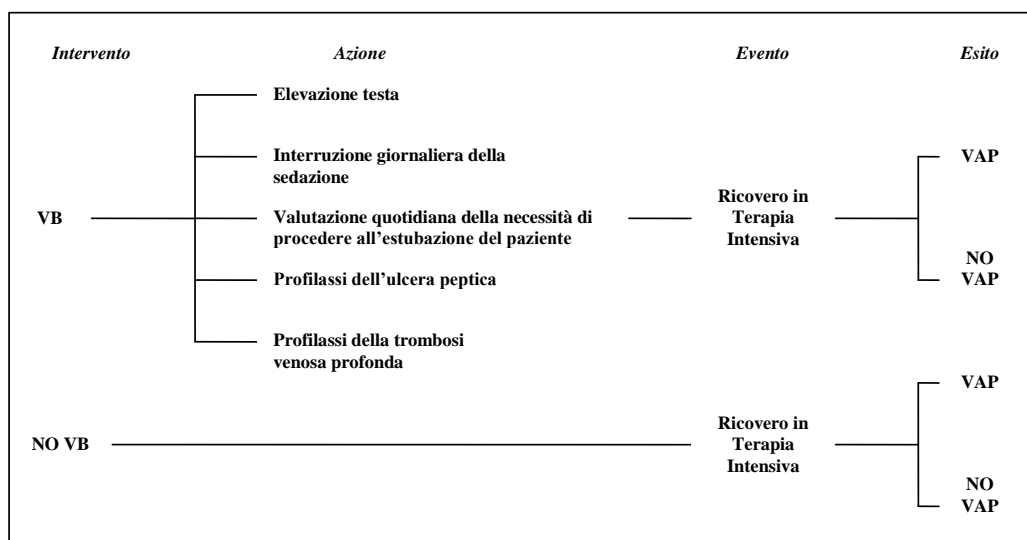 Intervento Azione Evento Esito
Elevazione testa
Interruzione giornaliera della
sedazione
VAP
VB
Valutazione quotidiana della necessità di
procedere all'estubazione del paziente
Ricovero in
Terapia
Intensiva
NO
VAP
Profilassi dell'ulcera peptica
Profilassi della trombosi
venosa profonda
VAP
NO VB
Ricovero in
Terapia
Intensiva
NO
VAP